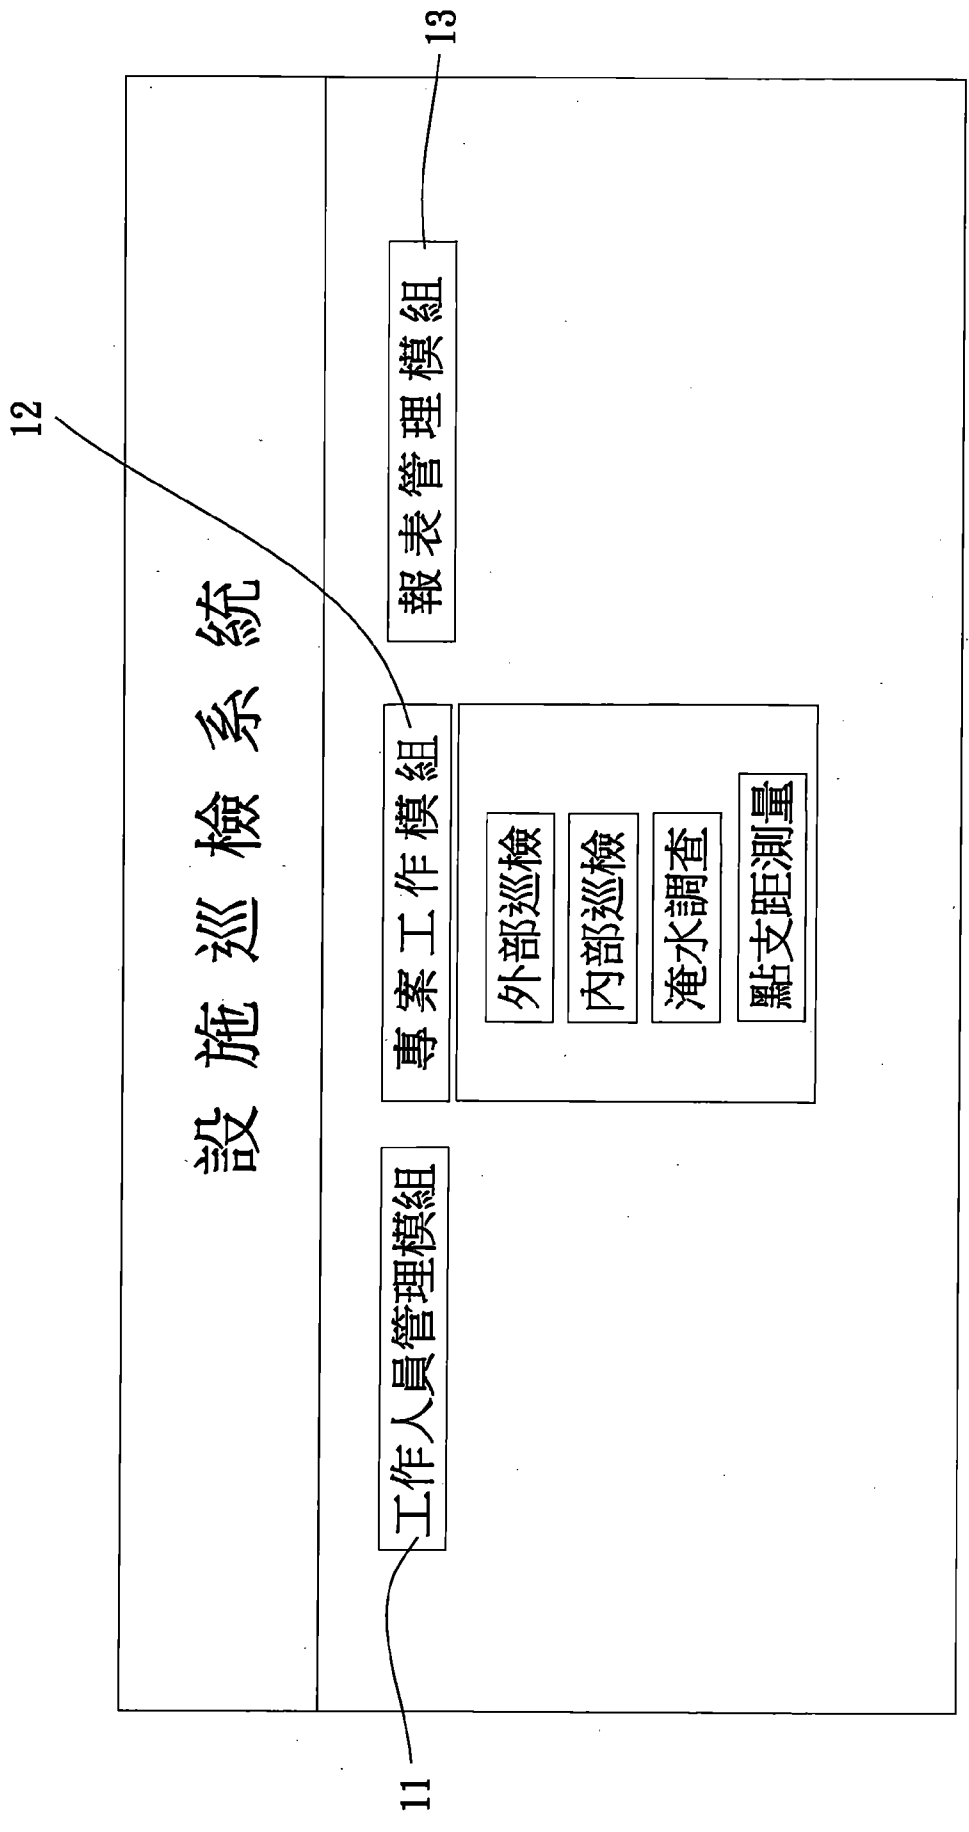 設施巡檢系統
12
13
工作人員管理模組
專案工作模組
報表管理模組
11
外部巡檢
內部巡檢
淹水調查
點支距測量